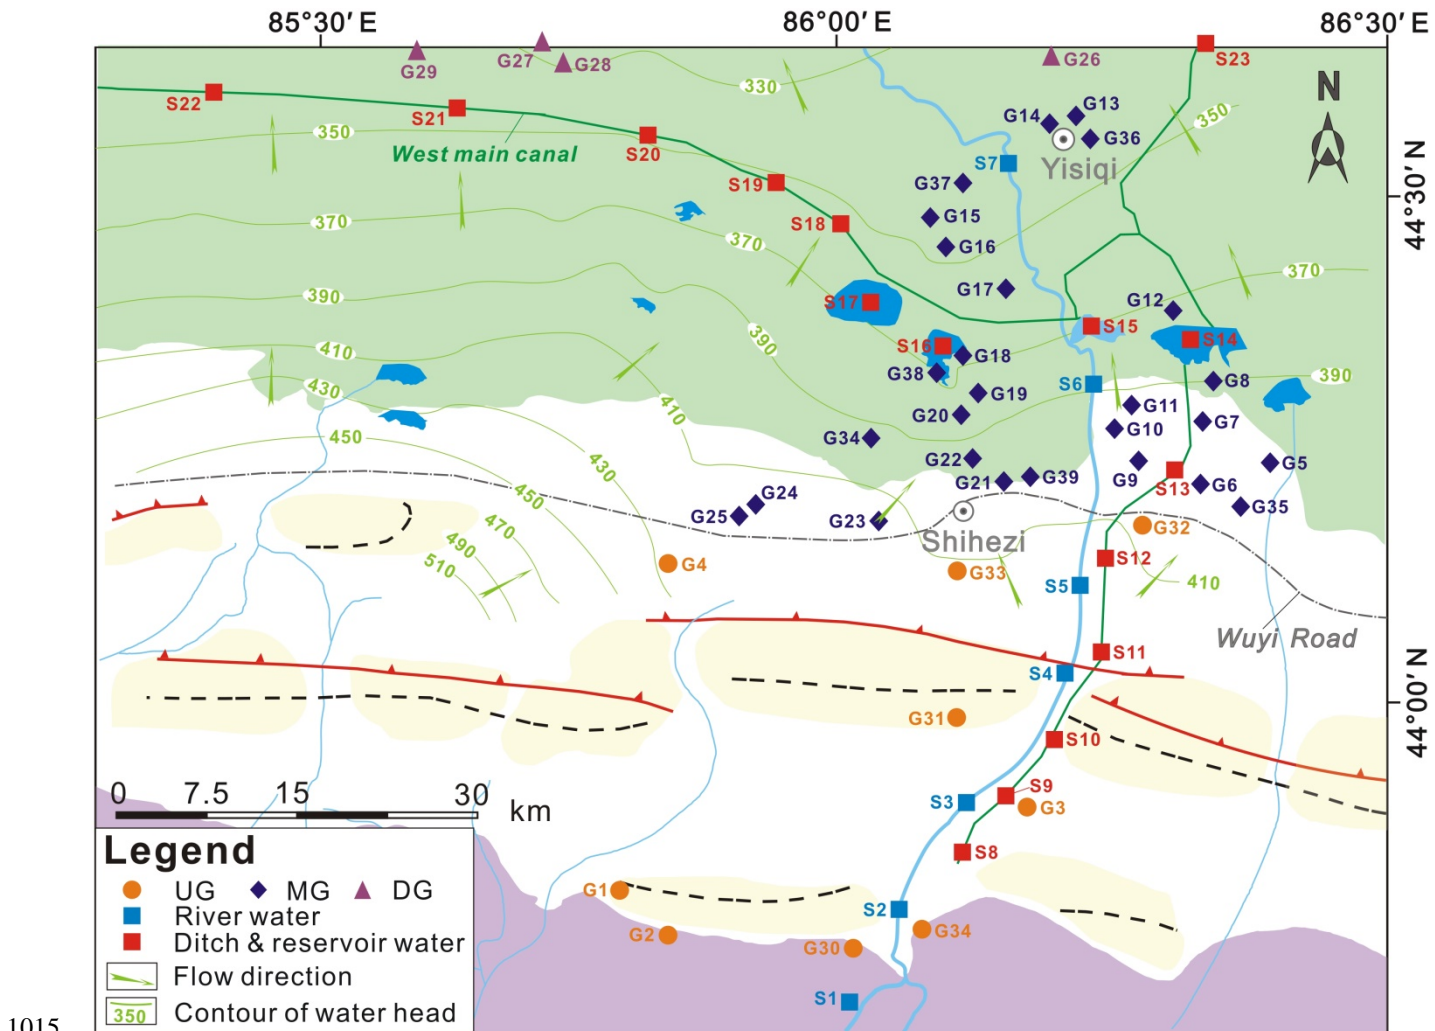 85°30′ E 86°00′ E 86°30′ E
G29 G27 G28 G26 S23
330
N
S22 S21 G14 G13
350 350
West main canal S20 G36
S7 Yisiqi
S19 G37
44°30′ N
370 S18 G15
370 G16
370
390 S17 G17 G12
S15
390 S16 S14
410 G18
430 G38 S6 G8 390
G19
410 G20 G11 G7
450 G34 G10
430 G22 G9 G5
G21 G39 S13 G6
450 G24 G35
G25 G23
470 Shihezi G32
490
510 G4 G33 S12
S5 410
Wuyi Road
S11
S4
44°00′ N
G31
S10
0 7.5 15 30 km
S9
S3 G3
Legend
S8
UG MG DG
G1
River water
S2
Ditch & reservoir water
G2 G30 G34
Flow direction
S1
350 Contour of water head
1015